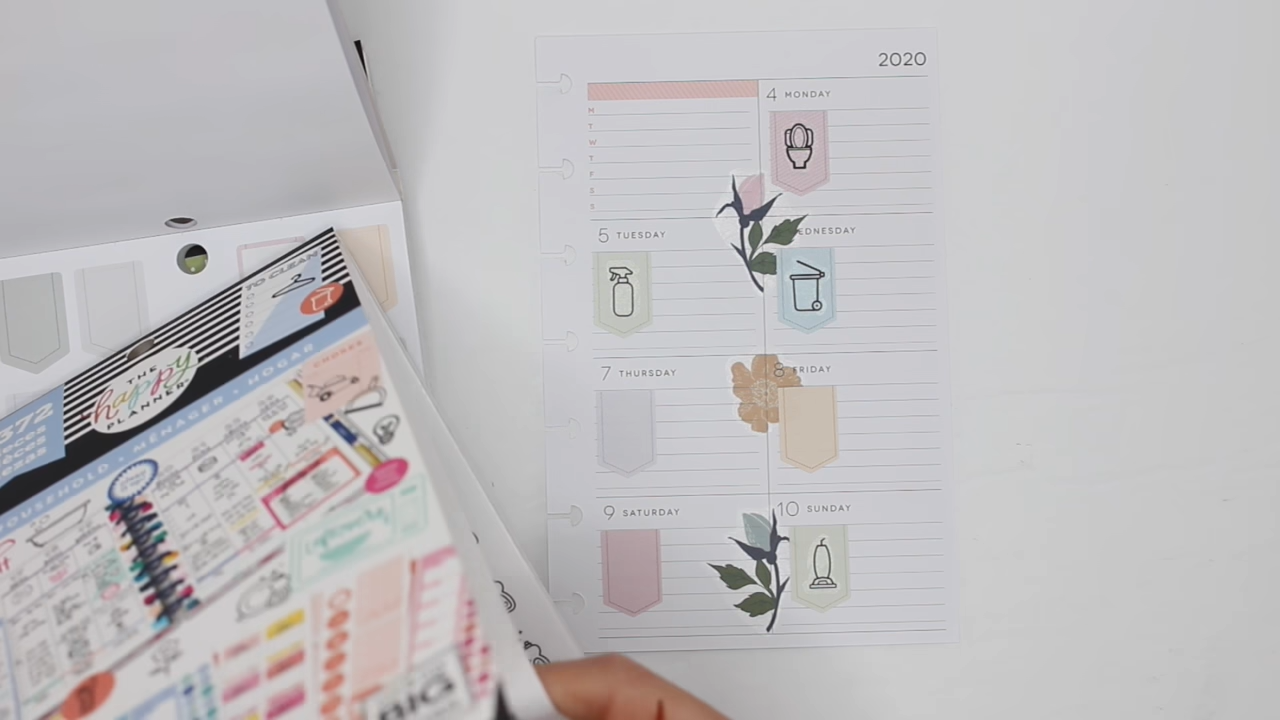 2020
4 MONDAY
M
T
W
T
F
S
S
5 TUESDAY
EDNESDAY
7 THURSDAY
8 FRIDAY
9 SATURDAY
10 SUNDAY
TO CLEAN
THE
happy
PLANNER
372
HOUSEHOLD • MÉNAGER • HOGAR
BIG